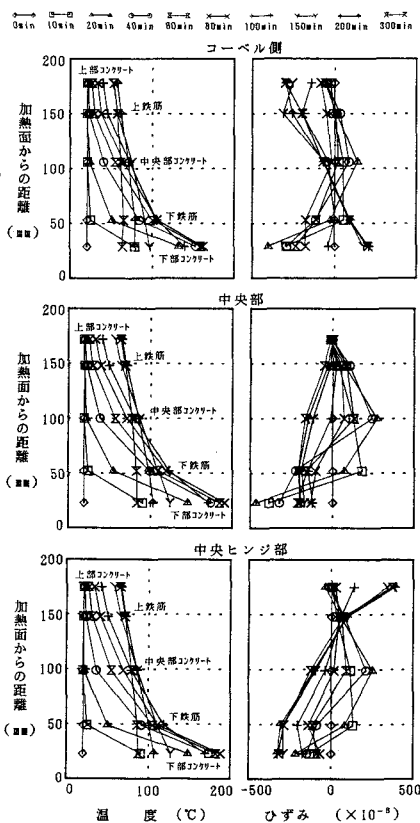 0min 10min 20min 40min 60min 80min 100min 150min 200min 300min
コーベル側
200
150
100
50
0
加熱面からの距離
(mm)
上部コンクリート
上鉄筋
中央部コンクリート
下鉄筋
下部コンクリート
中央部
200
150
100
50
0
加熱面からの距離
(mm)
上部コンクリート
上鉄筋
中央部コンクリート
下鉄筋
下部コンクリート
中央ヒンジ部
200
150
100
50
0
加熱面からの距離
(mm)
上部コンクリート
上鉄筋
中央部コンクリート
下鉄筋
下部コンクリート
0 100 200 -500 0 500
温度 (℃) ひずみ